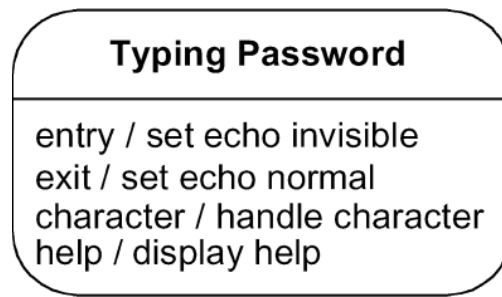 Typing Password
entry / set echo invisible
exit / set echo normal
character / handle character
help / display help